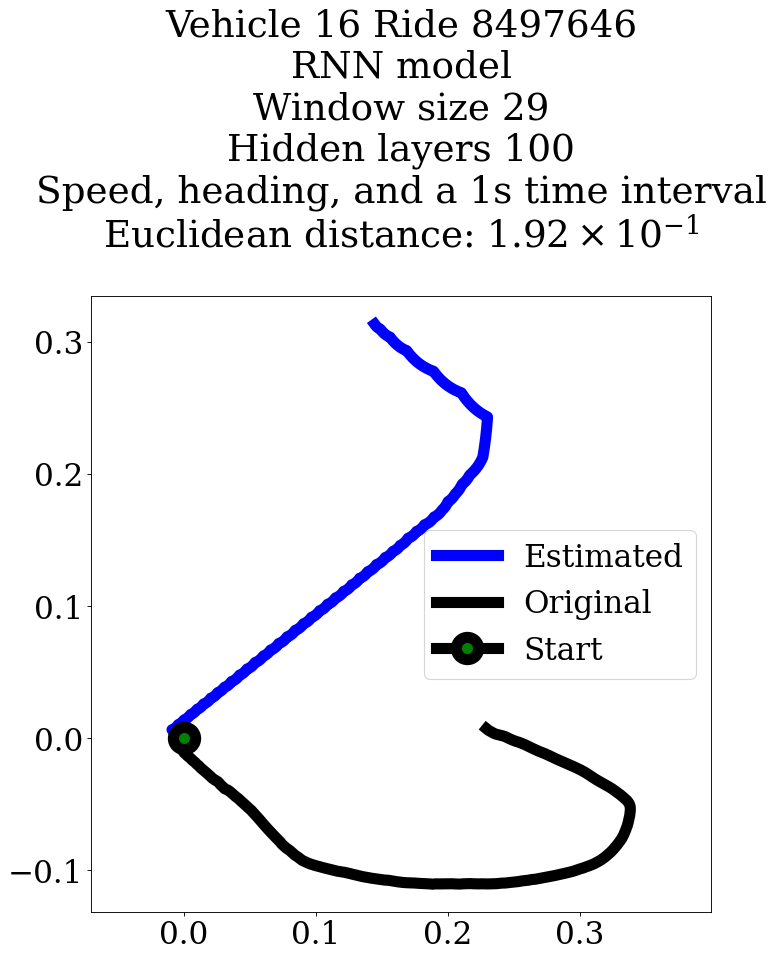 Vehicle 16 Ride 8497646
RNN model
Window size 29
Hidden layers 100
Speed, heading, and a 1s time interval
Euclidean distance: 1.92 × 10⁻¹
0.3
0.2
0.1
0.0
−0.1
Estimated
Original
Start
0.0 0.1 0.2 0.3